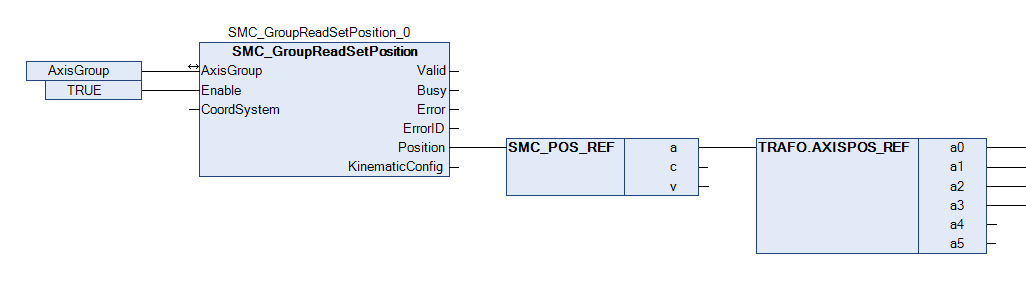 SMC_GroupReadSetPosition_0
SMC_GroupReadSetPosition
AxisGroup AxisGroup Valid
TRUE Enable Busy
CoordSystem Error
ErrorID
Position SMC_POS_REF a TRAFO.AXISPOS_REF a0
KinematicConfig c a1
v a2
a3
a4
a5